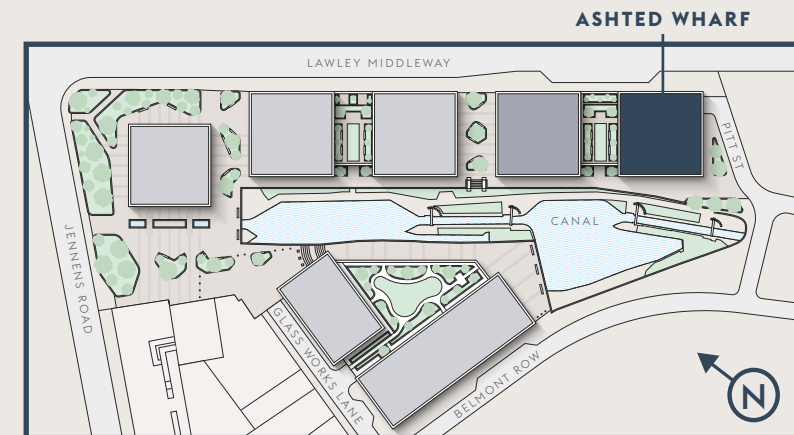 ASHTED WHARF
LAWLEY MIDDLEWAY
PITT ST
CANAL
JENNENS ROAD
GLASS WORKS LANE
BELMONT ROW
N